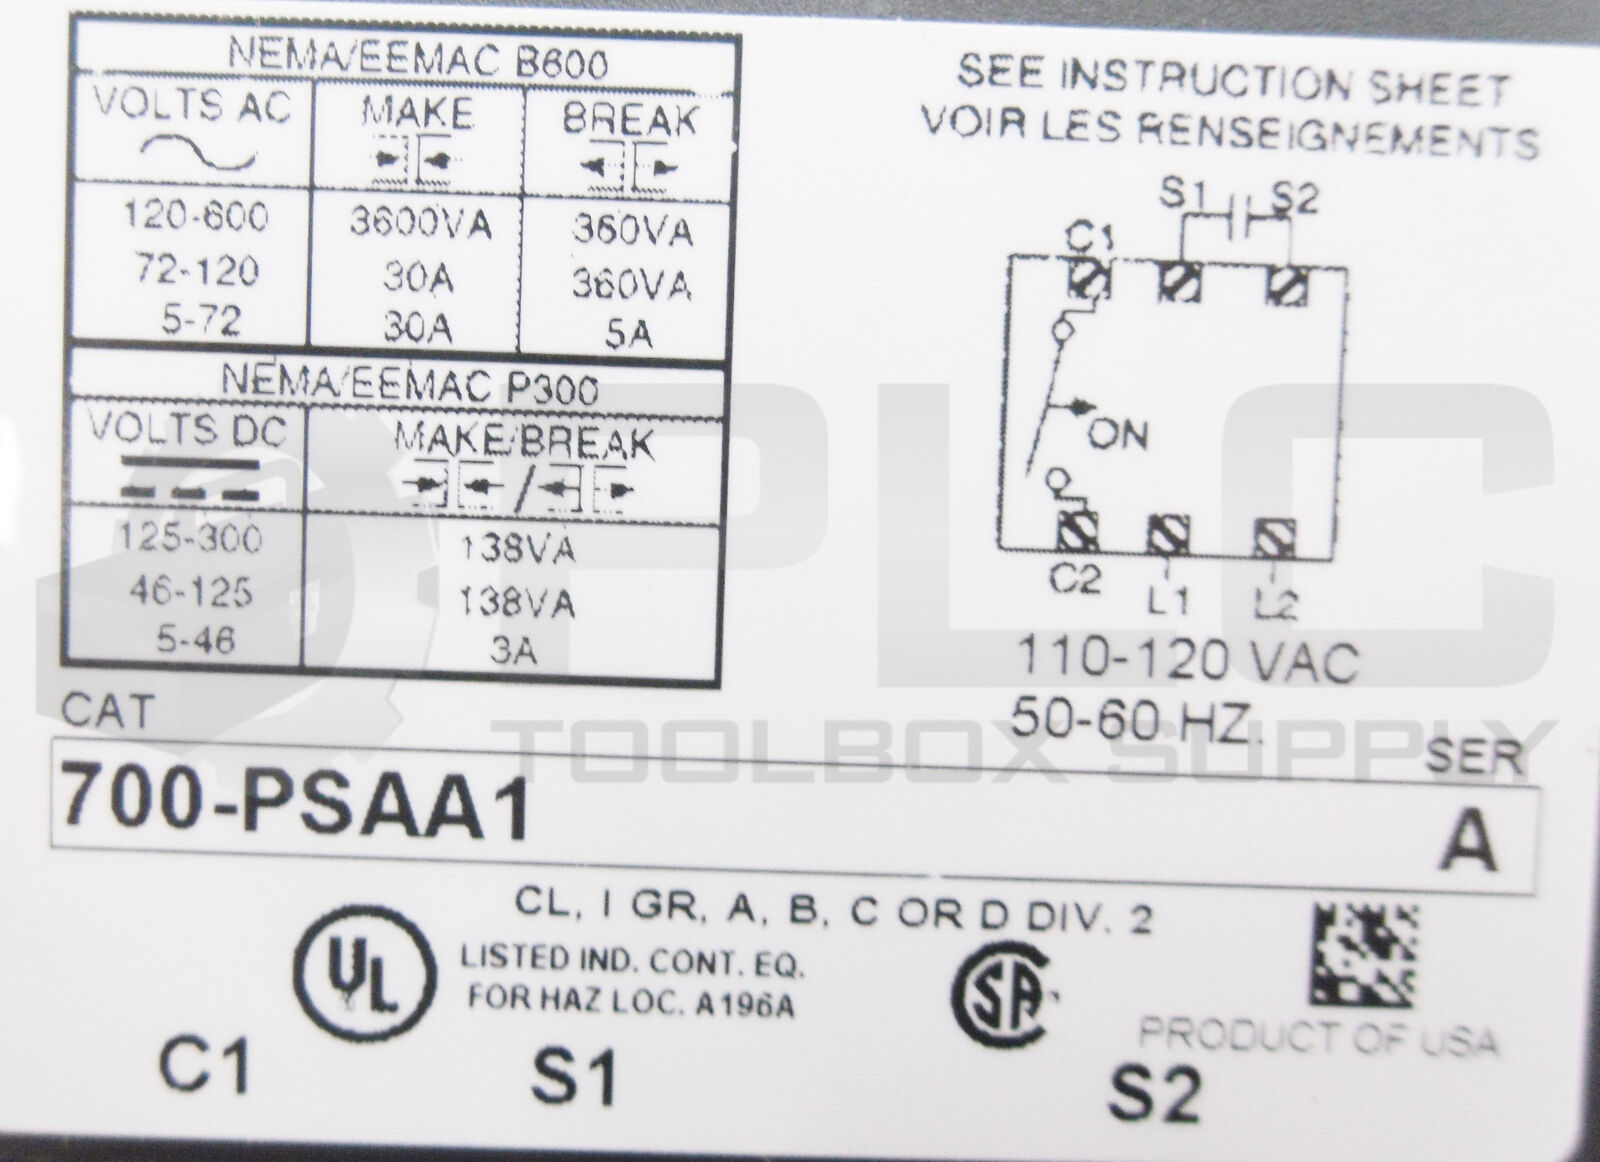 NEMA/EEMAC B600
VOLTS AC MAKE BREAK
120-600 3600VA 360VA
72-120 30A 360VA
5-72 30A 5A
NEMA/EEMAC P300
VOLTS DC MAKE/BREAK
125-300 138VA
46-125 138VA
5-46 3A
SEE INSTRUCTION SHEET
VOIR LES RENSEIGNEMENTS
S1 S2
C1
ON
C2 L1 L2
110-120 VAC
50-60 HZ.
PLC
TOOLBOX SUPPLY
CAT
SER
700-PSAA1 A
CL, I GR, A, B, C OR D DIV. 2
UL
LISTED IND. CONT. EQ.
FOR HAZ LOC. A196A
SA
PRODUCT OF USA
C1 S1 S2